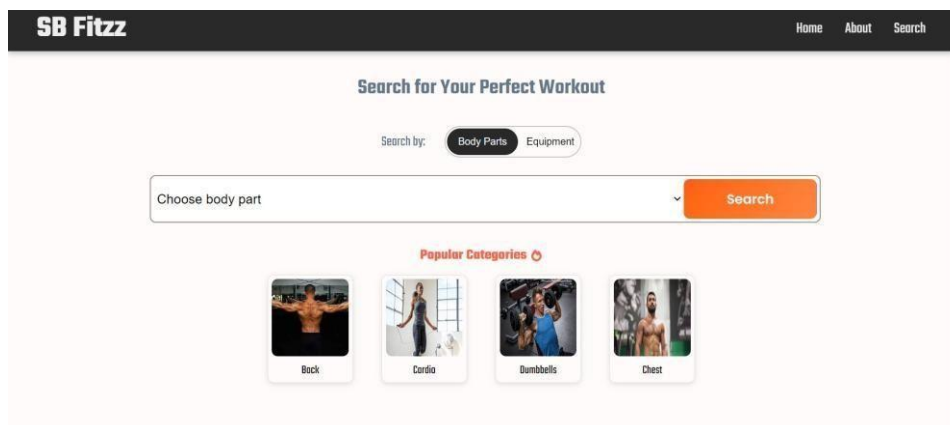 SB Fitzz
Home About Search
Search for Your Perfect Workout
Search by: Body Parts Equipment
Choose body part Search
Popular Categories
Back Cardio Dumbbells Chest